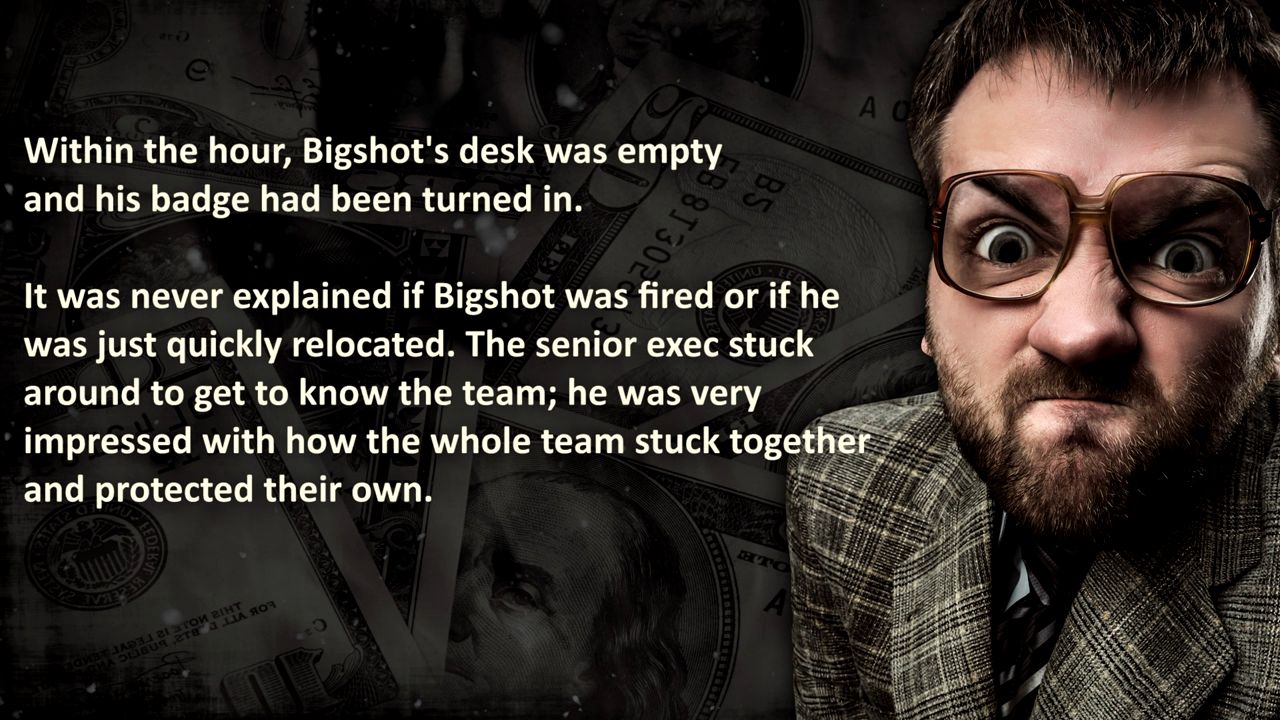 Within the hour, Bigshot's desk was empty
and his badge had been turned in.
It was never explained if Bigshot was fired or if he
was just quickly relocated. The senior exec stuck
around to get to know the team; he was very
impressed with how the whole team stuck together
and protected their own.